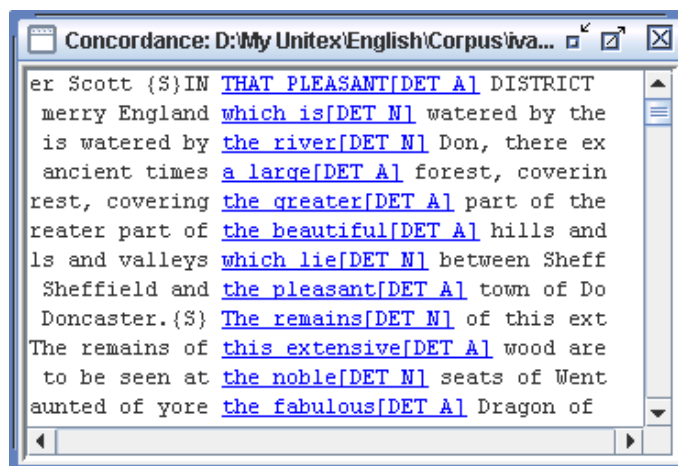 Concordance: D:\My Unitex\English\Corpus\iva...
er Scott {S}IN THAT PLEASANT[DET A] DISTRICT
merry England which is[DET N] watered by the
is watered by the river[DET N] Don, there ex
ancient times a large[DET A] forest, coverin
rest, covering the greater[DET A] part of the
reater part of the beautiful[DET A] hills and
ls and valleys which lie[DET N] between Sheff
Sheffield and the pleasant[DET A] town of Do
Doncaster.{S} The remains[DET N] of this ext
The remains of this extensive[DET A] wood are
to be seen at the noble[DET N] seats of Went
aunted of yore the fabulous[DET A] Dragon of